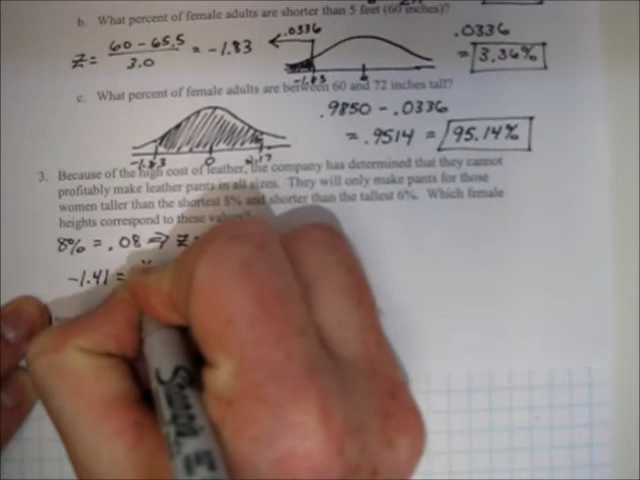 b. What percent of female adults are shorter than 5 feet (60 inches)?
z = 60 - 65.5 / 3.0 = -1.83
.0336
-1.83 0
.0336
= 3.36%
c. What percent of female adults are between 60 and 72 inches tall?
-1.83 0 2.17
.9850 - .0336
= .9514 = 95.14%
3. Because of the high cost of leather, the company has determined that they cannot
profitably make leather pants in all sizes. They will only make pants for those
women taller than the shortest 8% and shorter than the tallest 6%. Which female
heights correspond to these values?
8% = .08 ⇒ z
-1.41 =
Sharpie